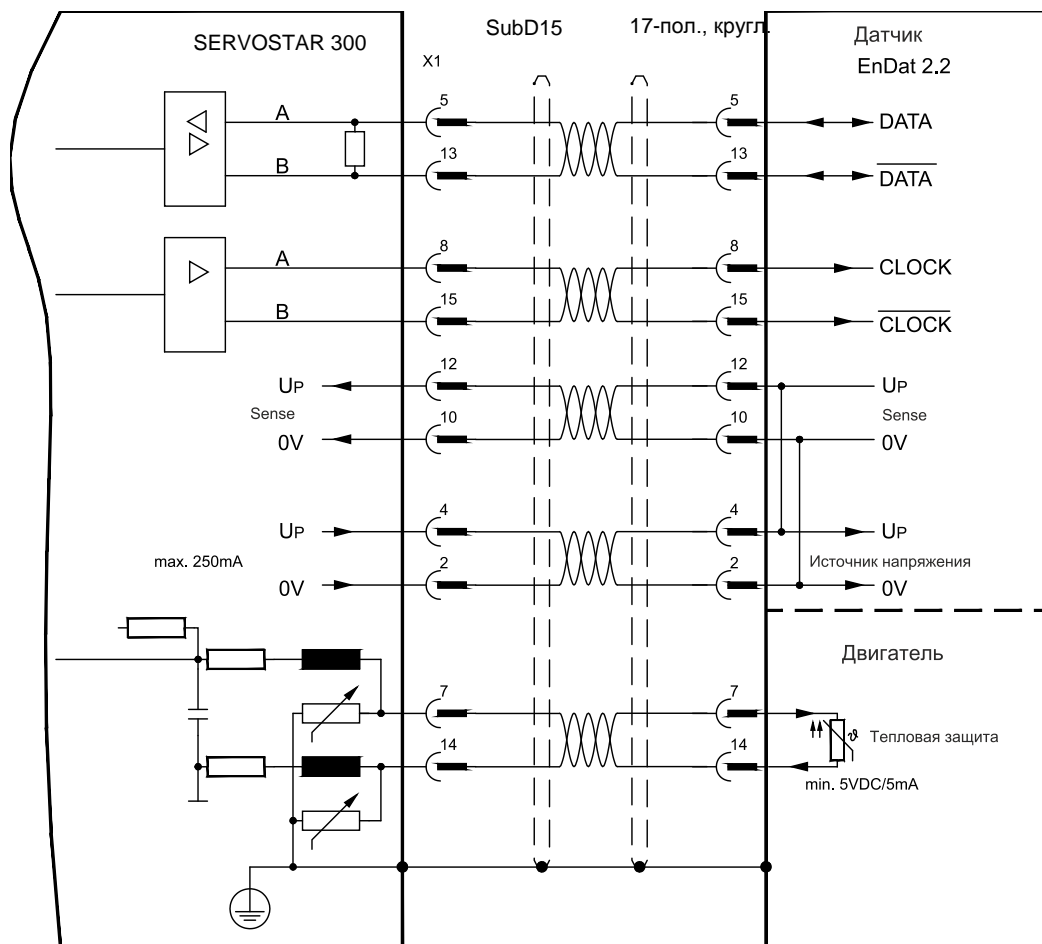 SERVOSTAR 300
SubD15
17-пол., кругл.
Датчик
EnDat 2.2
X1
A
5
5
DATA
B
13
13
DATA
A
8
8
CLOCK
B
15
15
CLOCK
UP
12
12
UP
Sense
Sense
0V
10
10
0V
UP
4
4
UP
max. 250mA
Источник напряжения
0V
2
2
0V
Двигатель
7
7
ϑ
Тепловая защита
14
14
min. 5VDC/5mA